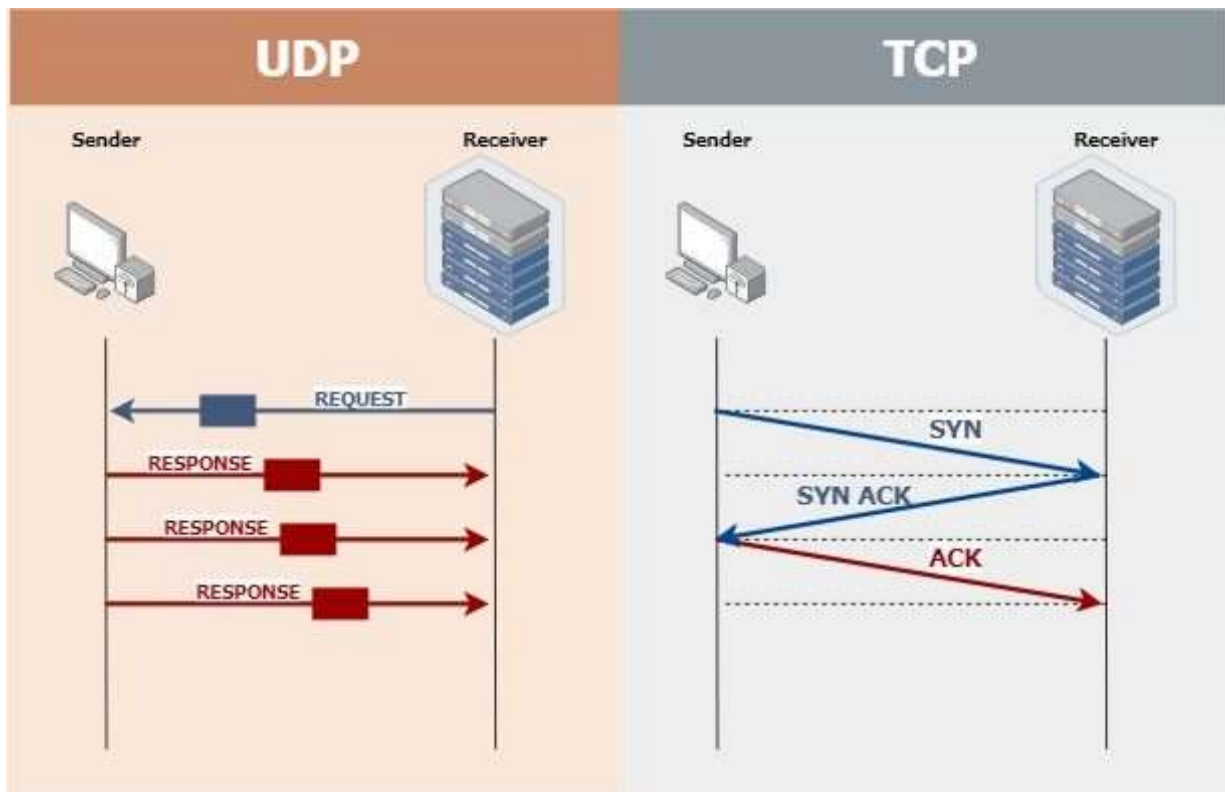 UDP
Sender
Receiver
REQUEST
RESPONSE
RESPONSE
RESPONSE
TCP
Sender
Receiver
SYN
SYN ACK
ACK